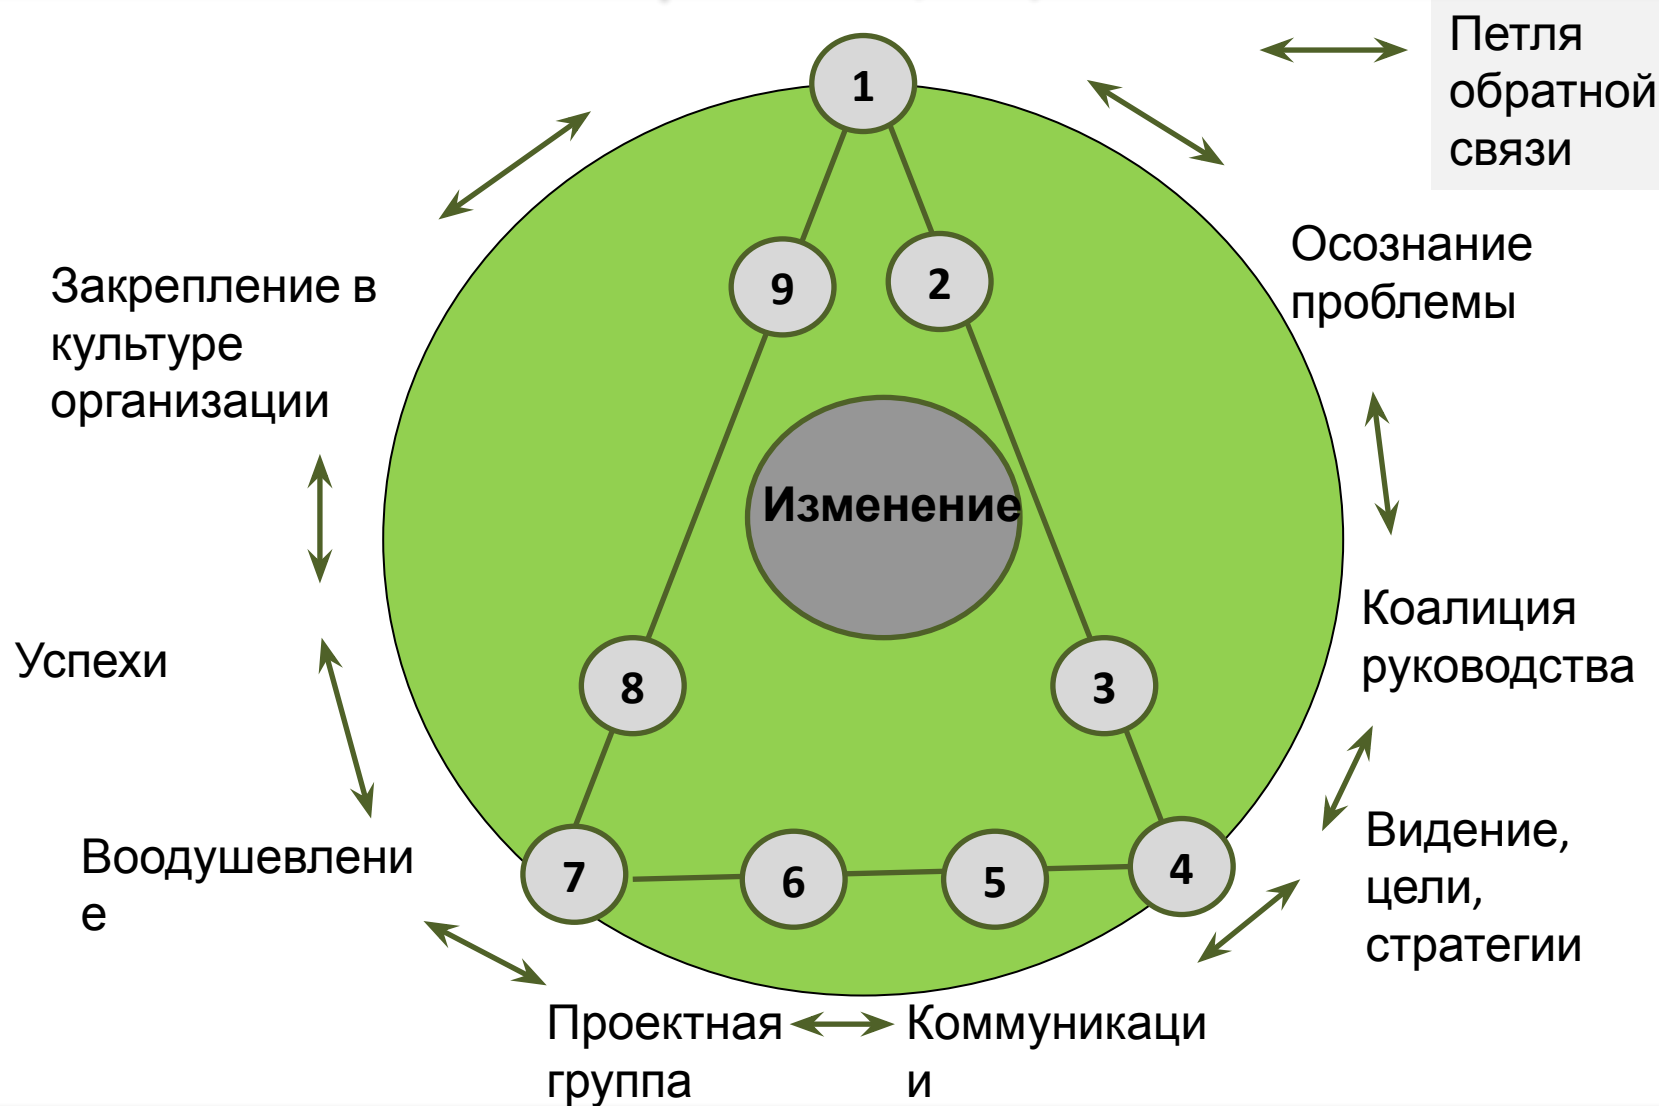 Петля
обратной
связи
1
Осознание
проблемы
9
2
Закрепление в
культуре
организации
Изменение
Коалиция
руководства
Успехи
8
3
Видение,
цели,
стратегии
Воодушевлени
е
7
6
5
4
Проектная
группа
Коммуникаци
и